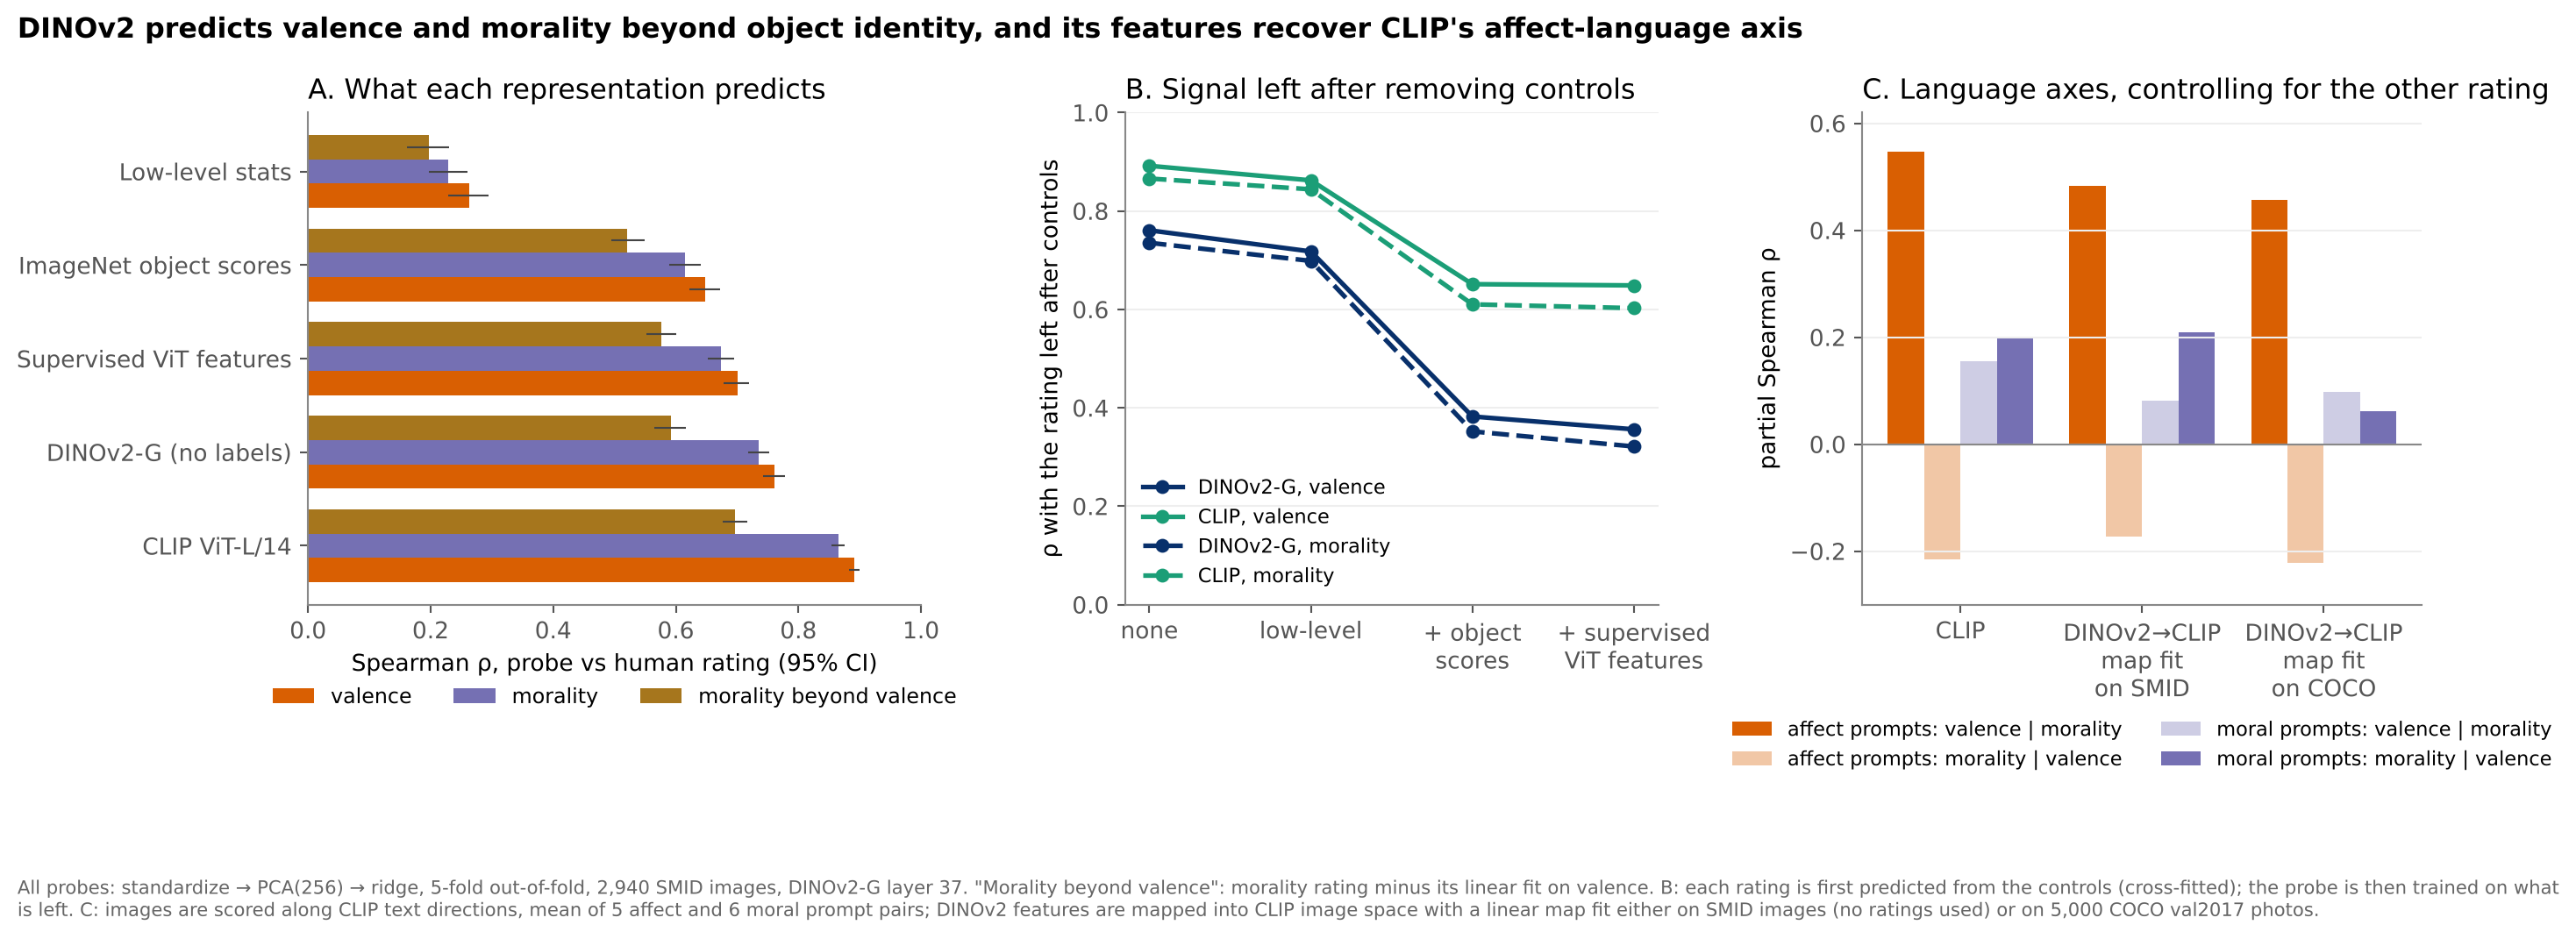 DINOv2 predicts valence and morality beyond object identity, and its features recover CLIP's affect-language axis
A. What each representation predicts
Low-level stats
ImageNet object scores
Supervised ViT features
DINOv2-G (no labels)
CLIP ViT-L/14
0.0 0.2 0.4 0.6 0.8 1.0
Spearman ρ, probe vs human rating (95% CI)
valence morality morality beyond valence
B. Signal left after removing controls
ρ with the rating left after controls
1.0
0.8
0.6
0.4
0.2
0.0
DINOv2-G, valence
CLIP, valence
DINOv2-G, morality
CLIP, morality
none low-level + object scores + supervised ViT features
C. Language axes, controlling for the other rating
partial Spearman ρ
0.6
0.4
0.2
0.0
−0.2
CLIP
DINOv2→CLIP
map fit
on SMID
DINOv2→CLIP
map fit
on COCO
affect prompts: valence | morality
affect prompts: morality | valence
moral prompts: valence | morality
moral prompts: morality | valence
All probes: standardize → PCA(256) → ridge, 5-fold out-of-fold, 2,940 SMID images, DINOv2-G layer 37. "Morality beyond valence": morality rating minus its linear fit on valence. B: each rating is first predicted from the controls (cross-fitted); the probe is then trained on what
is left. C: images are scored along CLIP text directions, mean of 5 affect and 6 moral prompt pairs; DINOv2 features are mapped into CLIP image space with a linear map fit either on SMID images (no ratings used) or on 5,000 COCO val2017 photos.